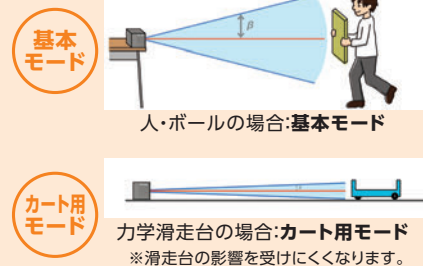 基本
モード
β
人・ボールの場合:基本モード
カート用
モード
力学滑走台の場合:カート用モード
※滑走台の影響を受けにくくなります。